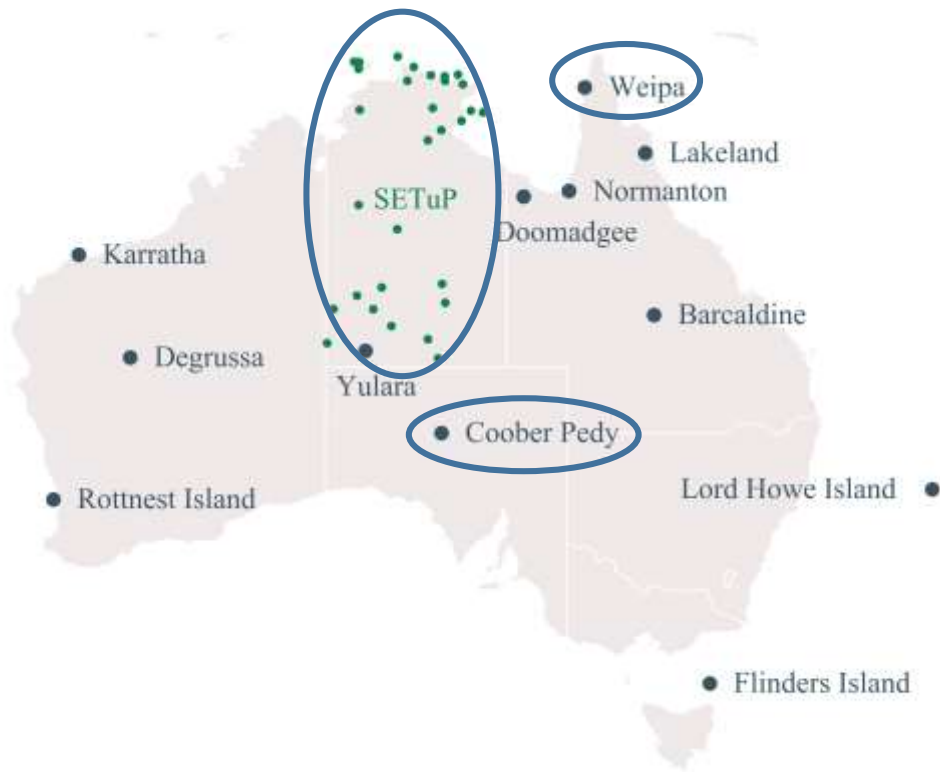 Weipa
Lakeland
SETuP
Normanton
Doomadgee
Karratha
Barcaldine
Degrussa
Yulara
Coober Pedy
Lord Howe Island
Rottnest Island
Flinders Island